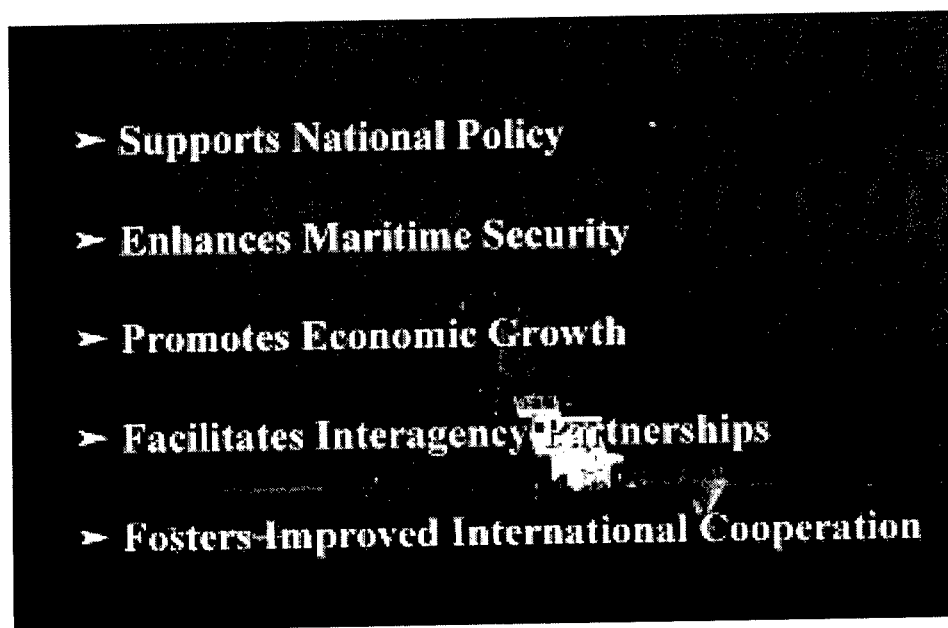 ➢ Supports National Policy
➢ Enhances Maritime Security
➢ Promotes Economic Growth
➢ Facilitates Interagency Partnerships
➢ Fosters Improved International Cooperation